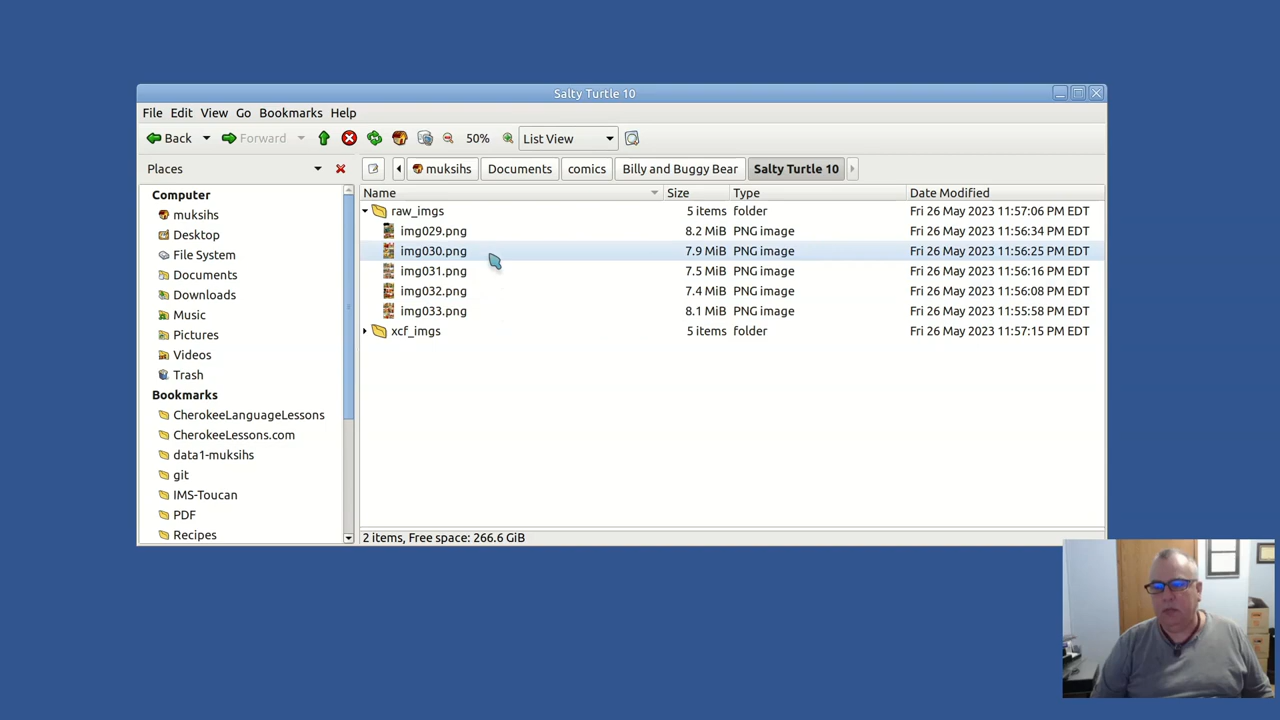 Salty Turtle 10
File Edit View Go Bookmarks Help
Back Forward 50% List View
Places muksihs Documents comics Billy and Buggy Bear Salty Turtle 10
Name Size Type Date Modified
Computer
muksihs
Desktop
File System
Documents
Downloads
Music
Pictures
Videos
Trash
Bookmarks
CherokeeLanguageLessons
CherokeeLessons.com
data1-muksihs
git
IMS-Toucan
PDF
Recipes
raw_imgs 5 items folder Fri 26 May 2023 11:57:06 PM EDT
img029.png 8.2 MiB PNG image Fri 26 May 2023 11:56:34 PM EDT
img030.png 7.9 MiB PNG image Fri 26 May 2023 11:56:25 PM EDT
img031.png 7.5 MiB PNG image Fri 26 May 2023 11:56:16 PM EDT
img032.png 7.4 MiB PNG image Fri 26 May 2023 11:56:08 PM EDT
img033.png 8.1 MiB PNG image Fri 26 May 2023 11:55:58 PM EDT
xcf_imgs 5 items folder Fri 26 May 2023 11:57:15 PM EDT
2 items, Free space: 266.6 GiB